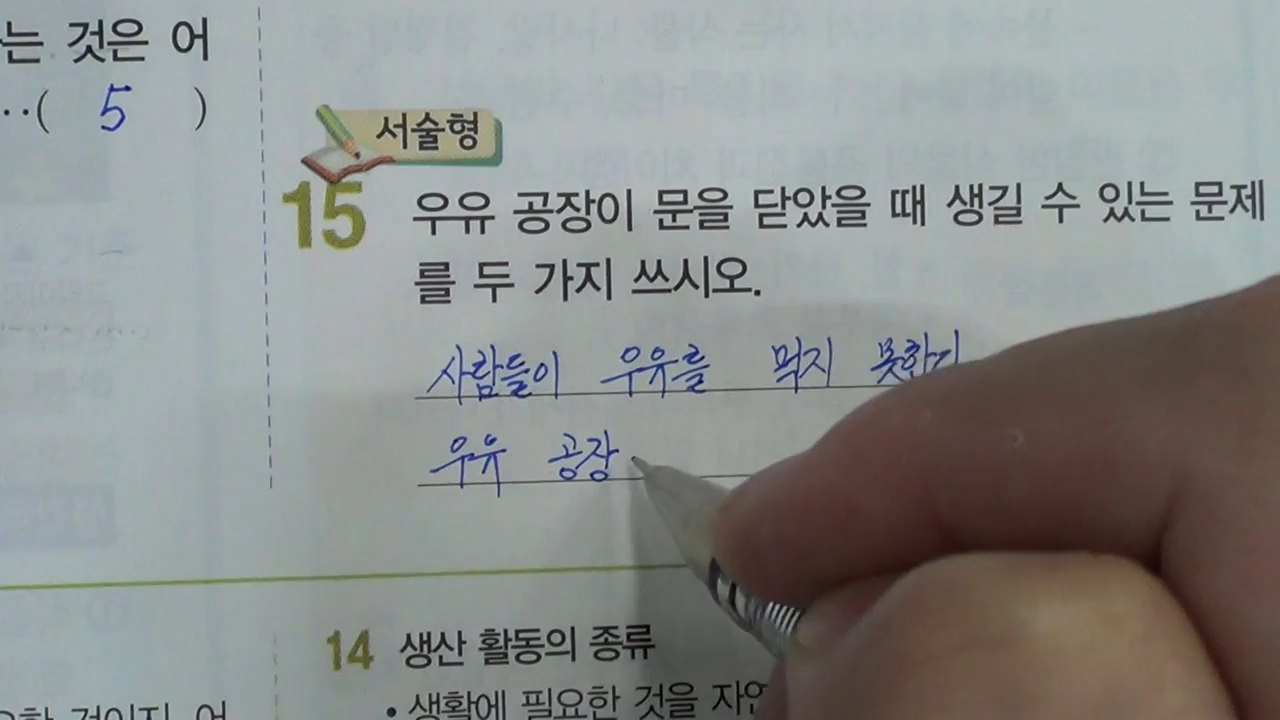 는 것은 어
··( 5 )
서술형
15 우유 공장이 문을 닫았을 때 생길 수 있는 문제
를 두 가지 쓰시오.
사람들이 우유를 먹지 못한다
우유 공장
14 생산 활동의 종류
• 생활에 필요한 것을 자연